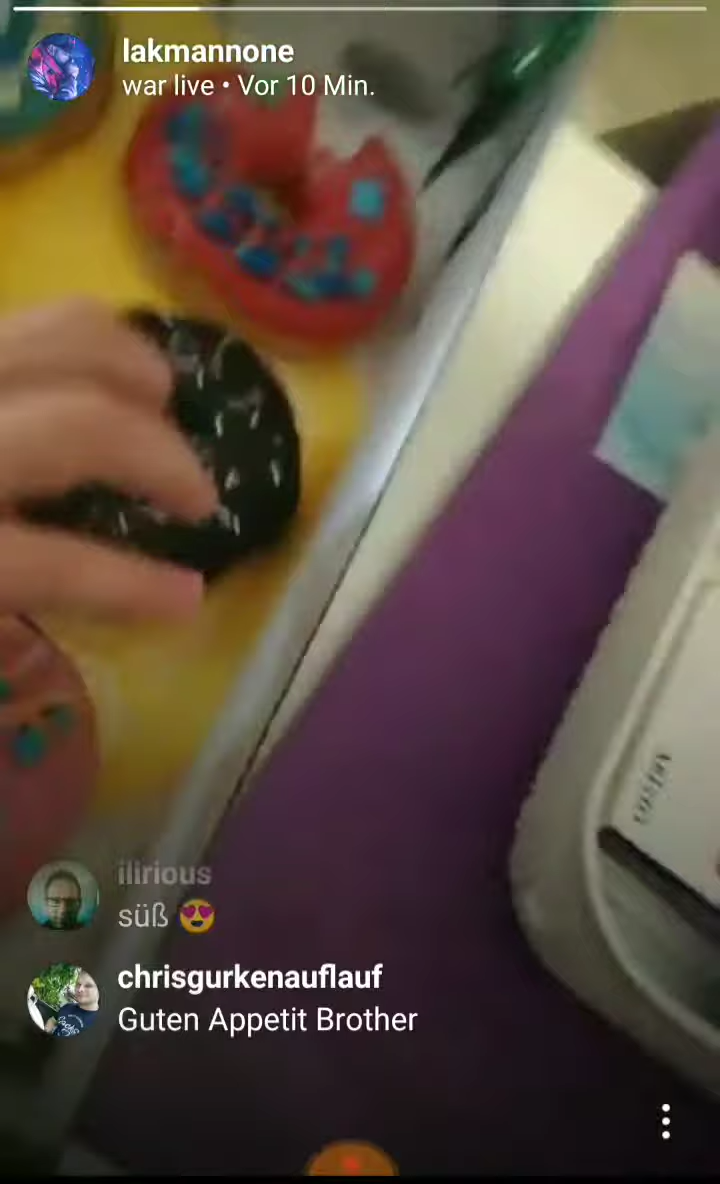 lakmannone
war live • Vor 10 Min.
ilirious
süß 😍
chrisgurkenauflauf
Guten Appetit Brother